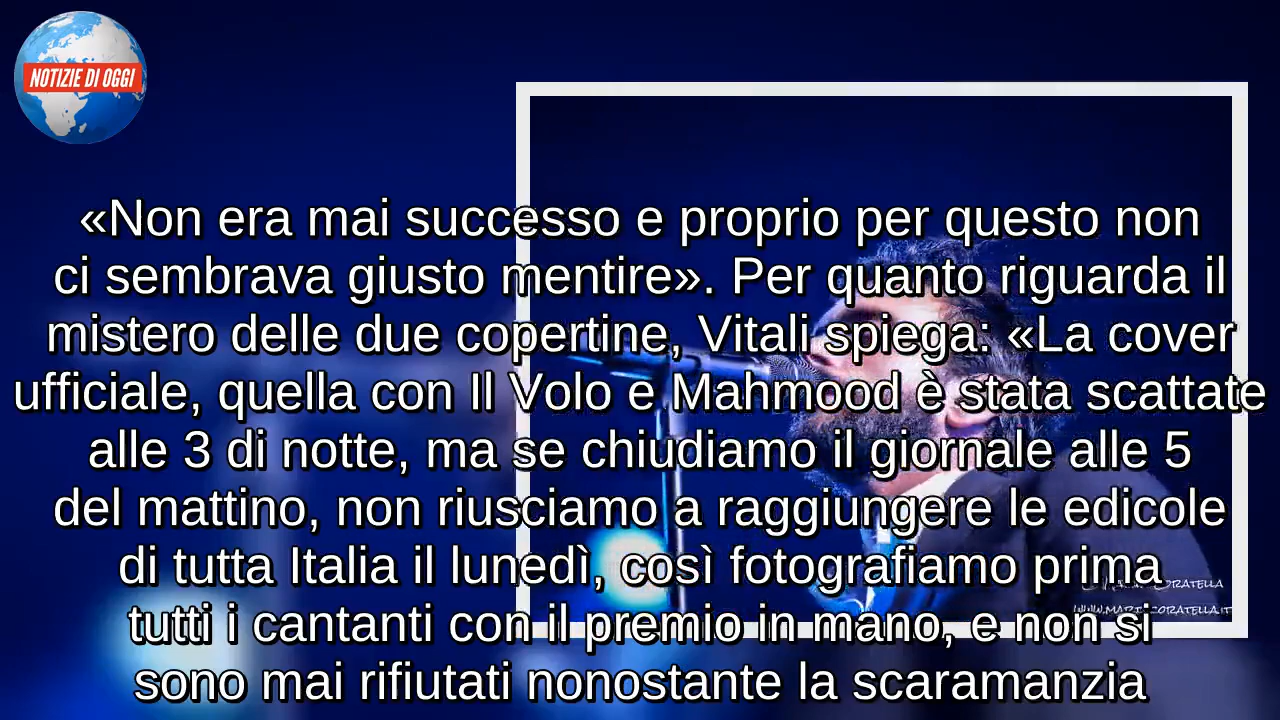 NOTIZIE DI OGGI
«Non era mai successo e proprio per questo non
ci sembrava giusto mentire». Per quanto riguarda il
mistero delle due copertine, Vitali spiega: «La cover
ufficiale, quella con Il Volo e Mahmood è stata scattate
alle 3 di notte, ma se chiudiamo il giornale alle 5
del mattino, non riusciamo a raggiungere le edicole
di tutta Italia il lunedì, così fotografiamo prima
tutti i cantanti con il premio in mano, e non si
sono mai rifiutati nonostante la scaramanzia